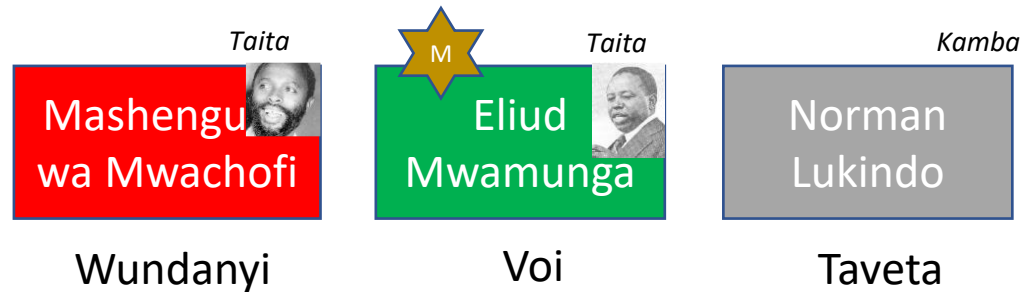 Taita
Mashengu
wa Mwachofi
Wundanyi
M
Taita
Eliud
Mwamunga
Voi
Kamba
Norman
Lukindo
Taveta